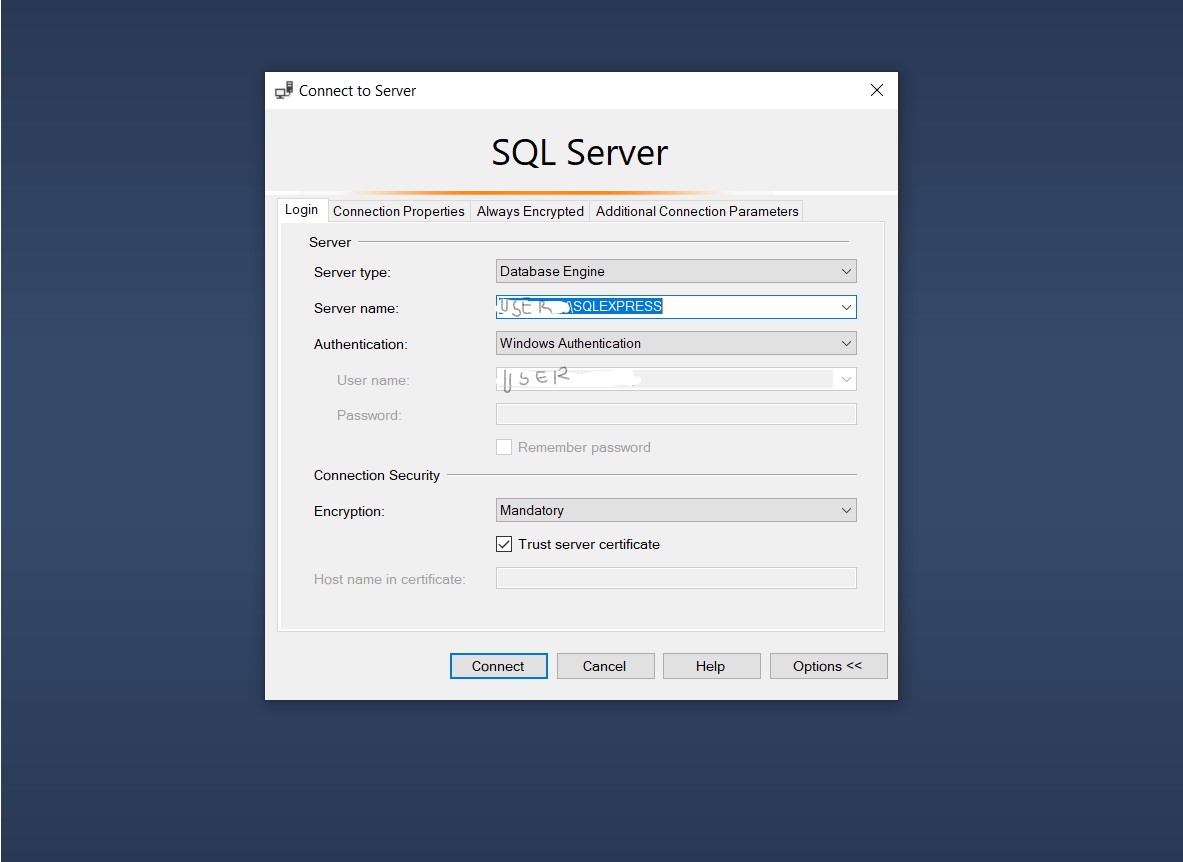 Connect to Server
SQL Server
Login Connection Properties Always Encrypted Additional Connection Parameters
Server
Server type: Database Engine
Server name: USER \SQLEXPRESS
Authentication: Windows Authentication
User name: USER
Password:
Remember password
Connection Security
Encryption: Mandatory
Trust server certificate
Host name in certificate:
Connect Cancel Help Options <<